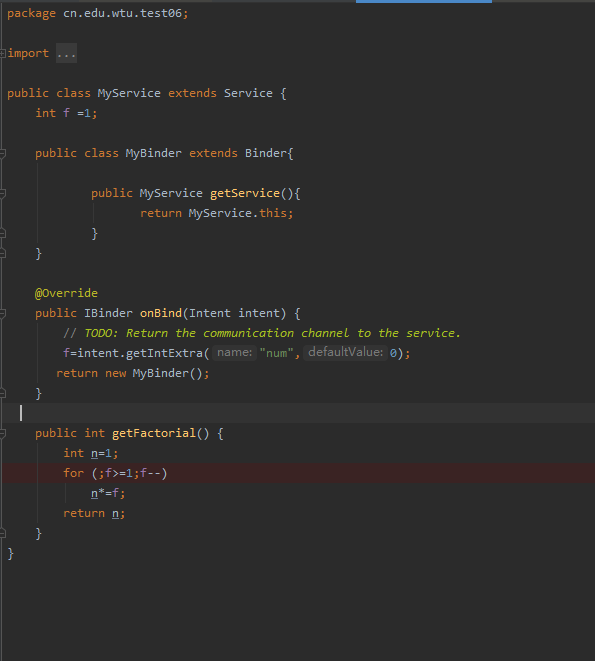 package cn.edu.wtu.test06;
import ...
public class MyService extends Service {
int f =1;
public class MyBinder extends Binder{
public MyService getService(){
return MyService.this;
}
}
@Override
public IBinder onBind(Intent intent) {
// TODO: Return the communication channel to the service.
f=intent.getIntExtra( name: "num", defaultValue: 0);
return new MyBinder();
}
public int getFactorial() {
int n=1;
for (;f>=1;f--)
n*=f;
return n;
}
}